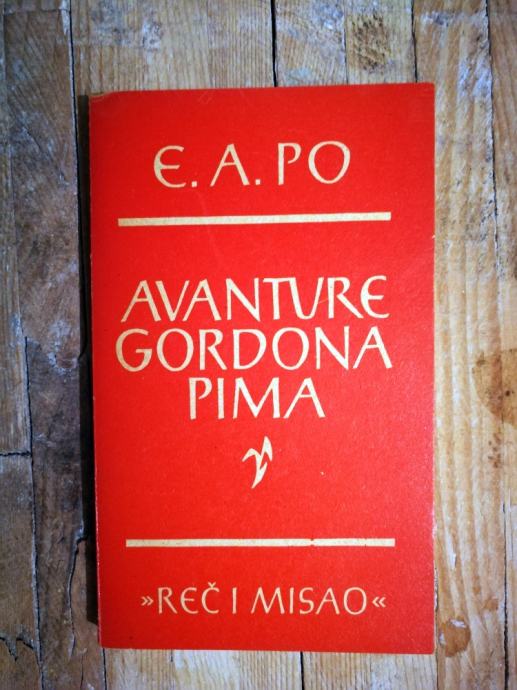 E. A. PO
AVANTURE
GORDONA
PIMA
»REČ I MISAO«